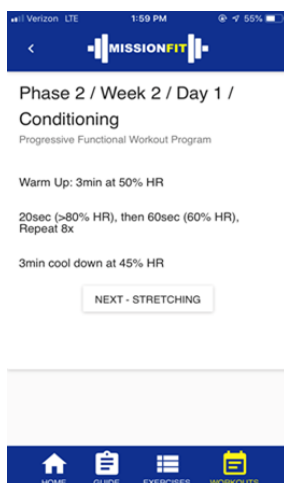 Verizon LTE 1:59 PM 55%
MISSIONFIT
Phase 2 / Week 2 / Day 1 /
Conditioning
Progressive Functional Workout Program
Warm Up: 3min at 50% HR
20sec (>80% HR), then 60sec (60% HR),
Repeat 8x
3min cool down at 45% HR
NEXT - STRETCHING
HOME GUIDE EXERCISES WORKOUTS